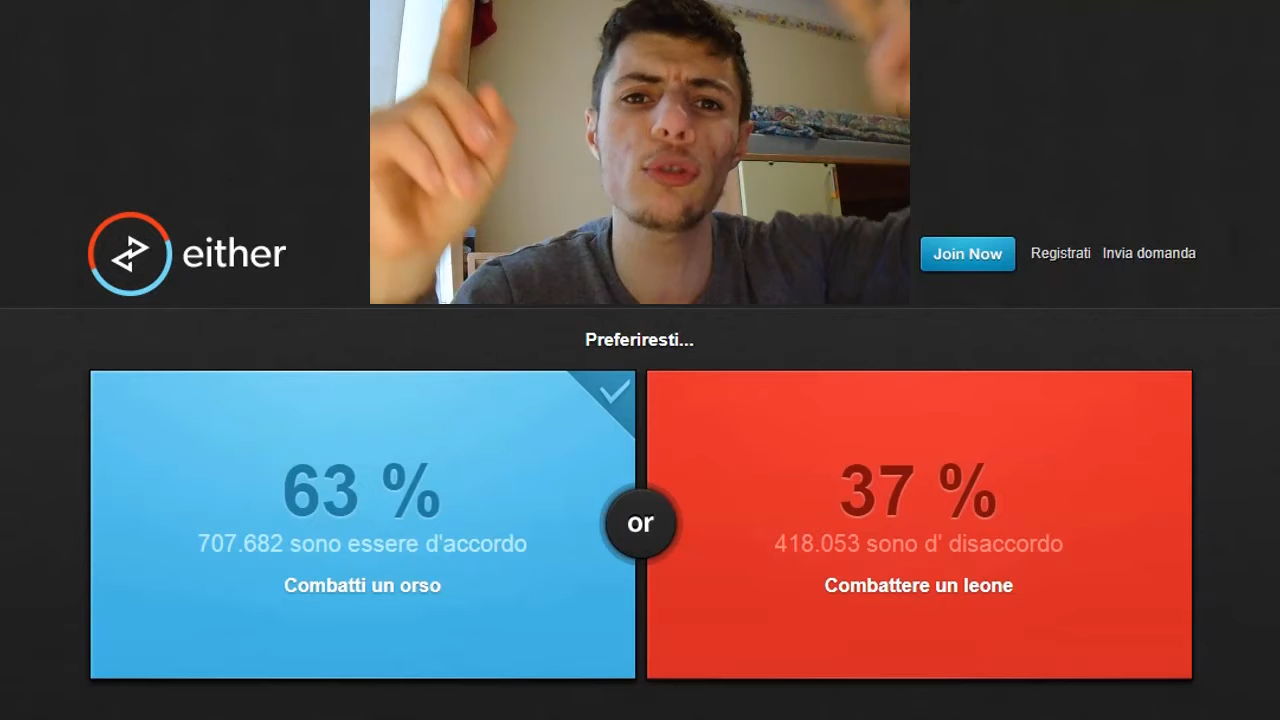 either
Join Now
Registrati
Invia domanda
Preferiresti...
63 %
707.682 sono essere d'accordo
Combatti un orso
or
37 %
418.053 sono d' disaccordo
Combattere un leone